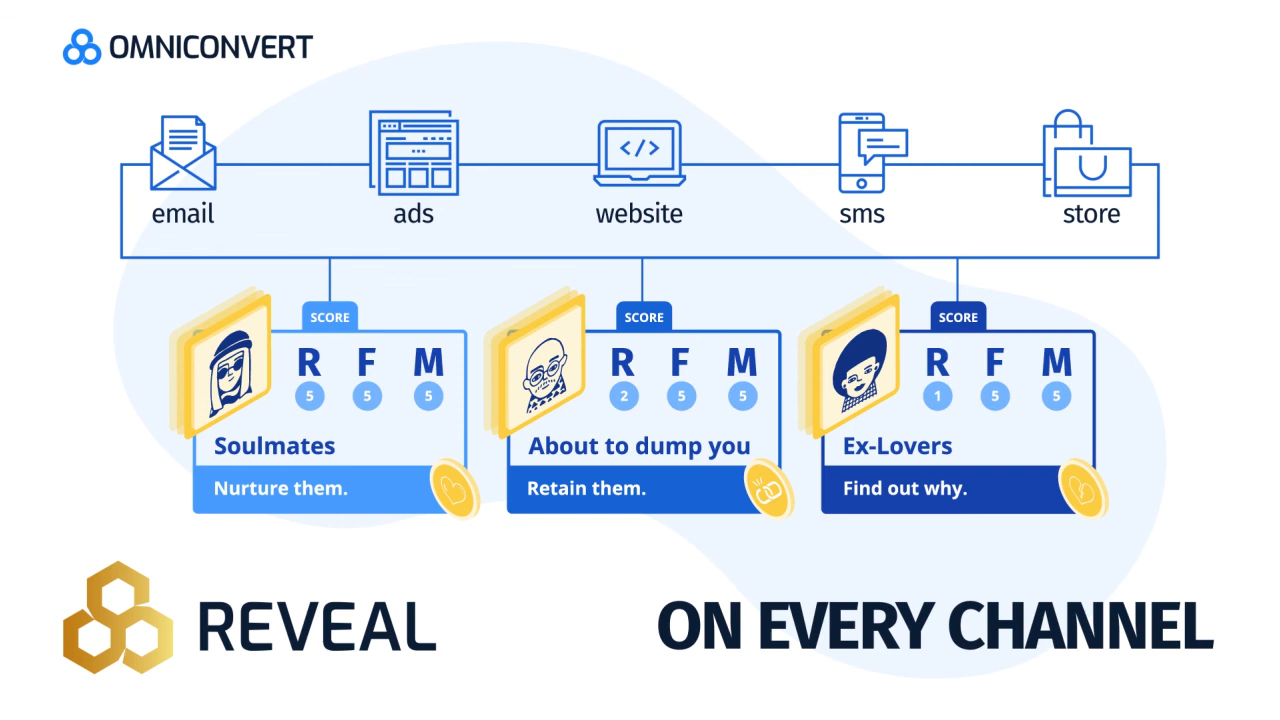 OMNICONVERT
email
ads
website
sms
store
SCORE
R F M
5 5 5
Soulmates
Nurture them.
SCORE
R F M
2 5 5
About to dump you
Retain them.
SCORE
R F M
1 5 5
Ex-Lovers
Find out why.
REVEAL
ON EVERY CHANNEL